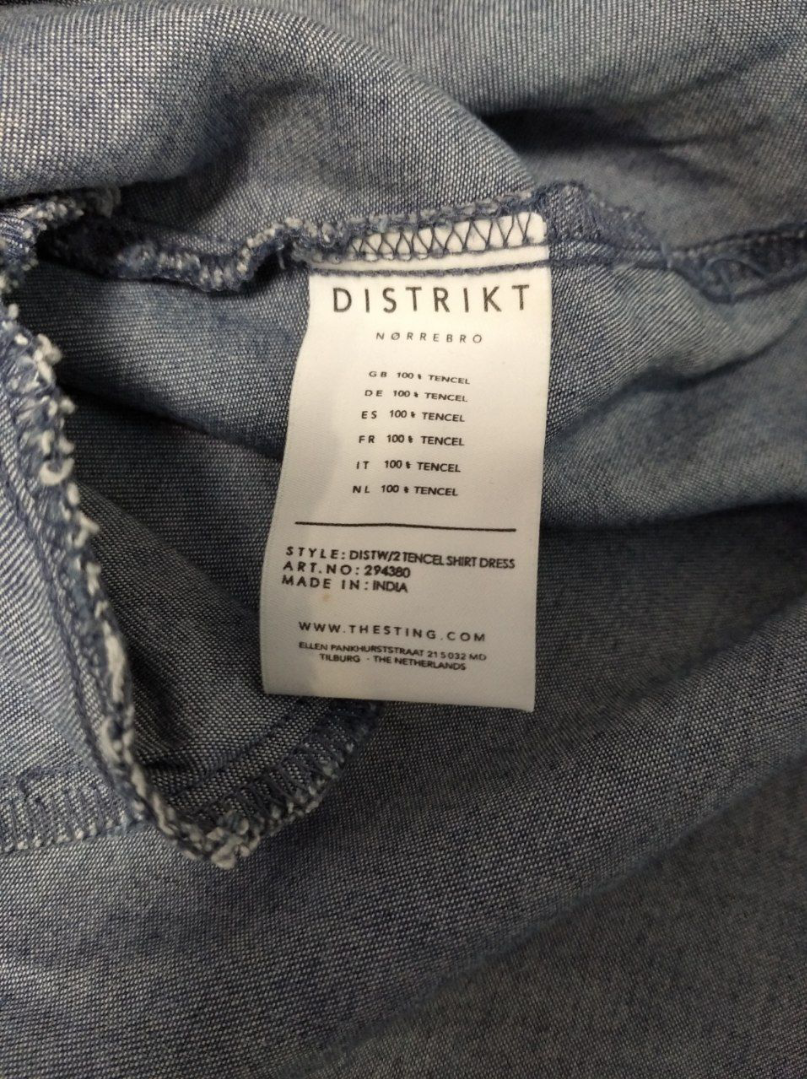 DISTRIKT
NØRREBRO
GB 100% TENCEL
DE 100% TENCEL
ES 100% TENCEL
FR 100% TENCEL
IT 100% TENCEL
NL 100% TENCEL
STYLE: DISTW/2 TENCEL SHIRT DRESS
ART.NO: 294380
MADE IN: INDIA
WWW.THESTING.COM
ELLEN PANKHURSTSTRAAT 21 5032 MD
TILBURG - THE NETHERLANDS